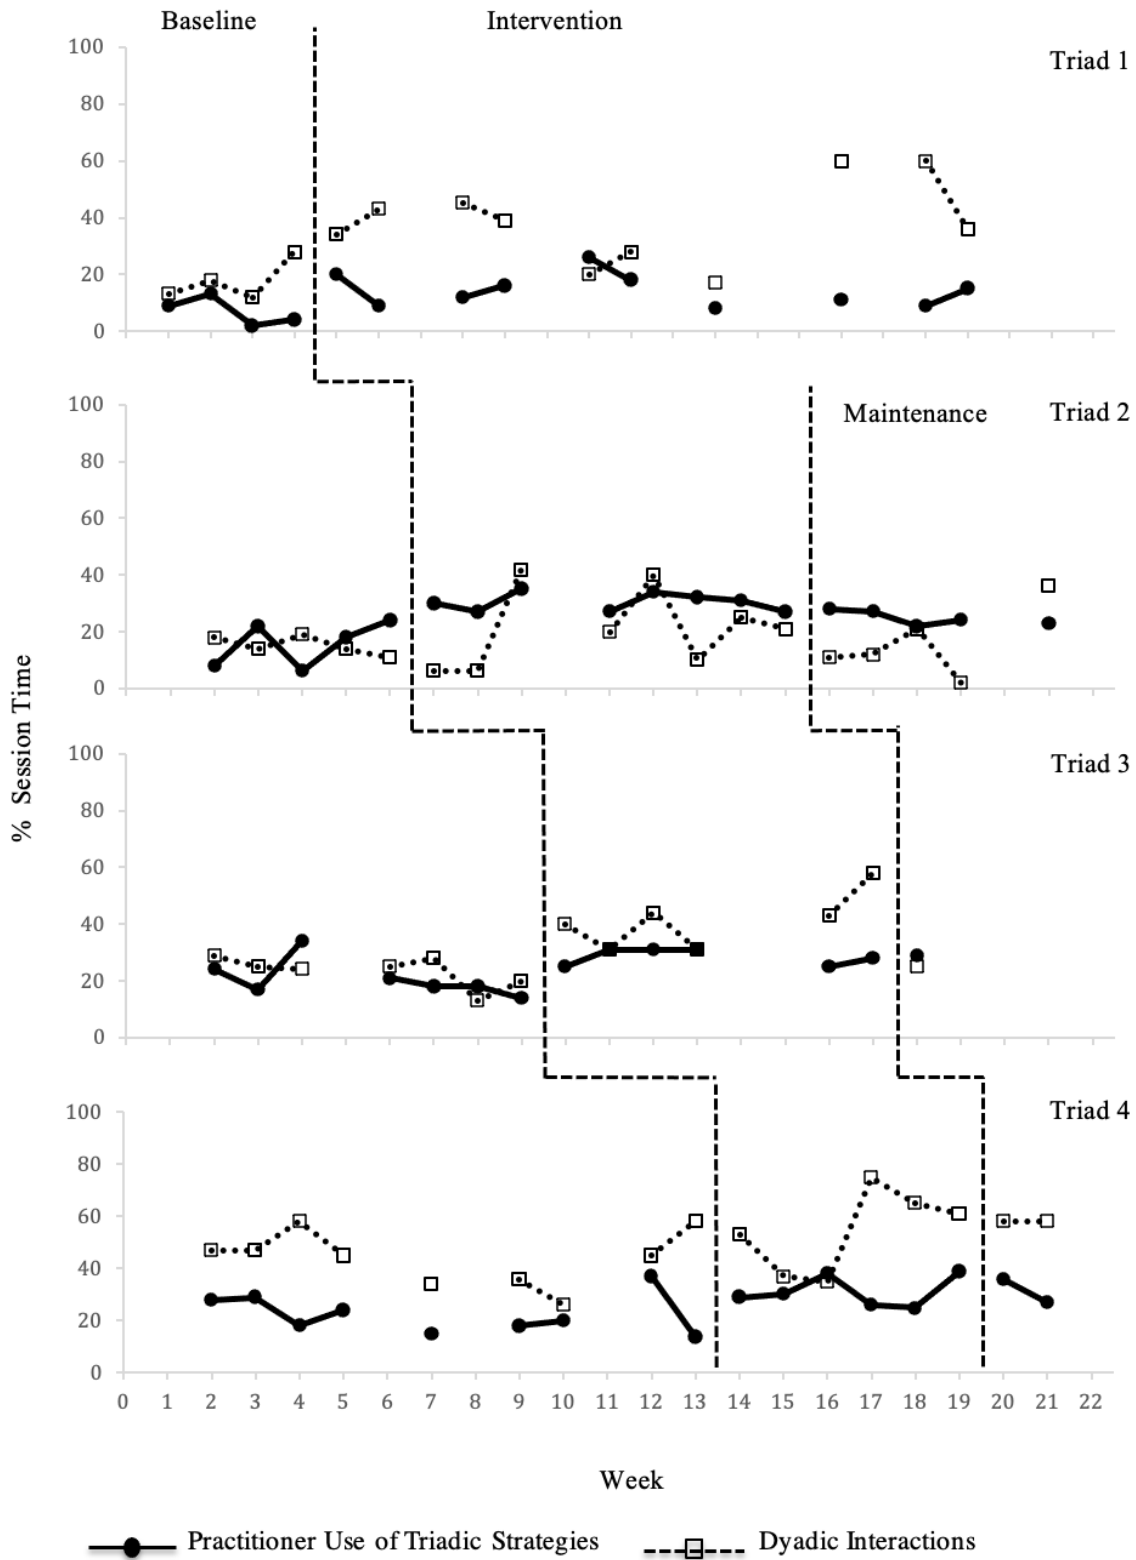 Baseline Intervention
100 Triad 1
80
60
40
20
0
100 Maintenance Triad 2
80
60
40
20
0
% Session Time
100 Triad 3
80
60
40
20
0
100 Triad 4
80
60
40
20
0
0 1 2 3 4 5 6 7 8 9 10 11 12 13 14 15 16 17 18 19 20 21 22
Week
Practitioner Use of Triadic Strategies Dyadic Interactions